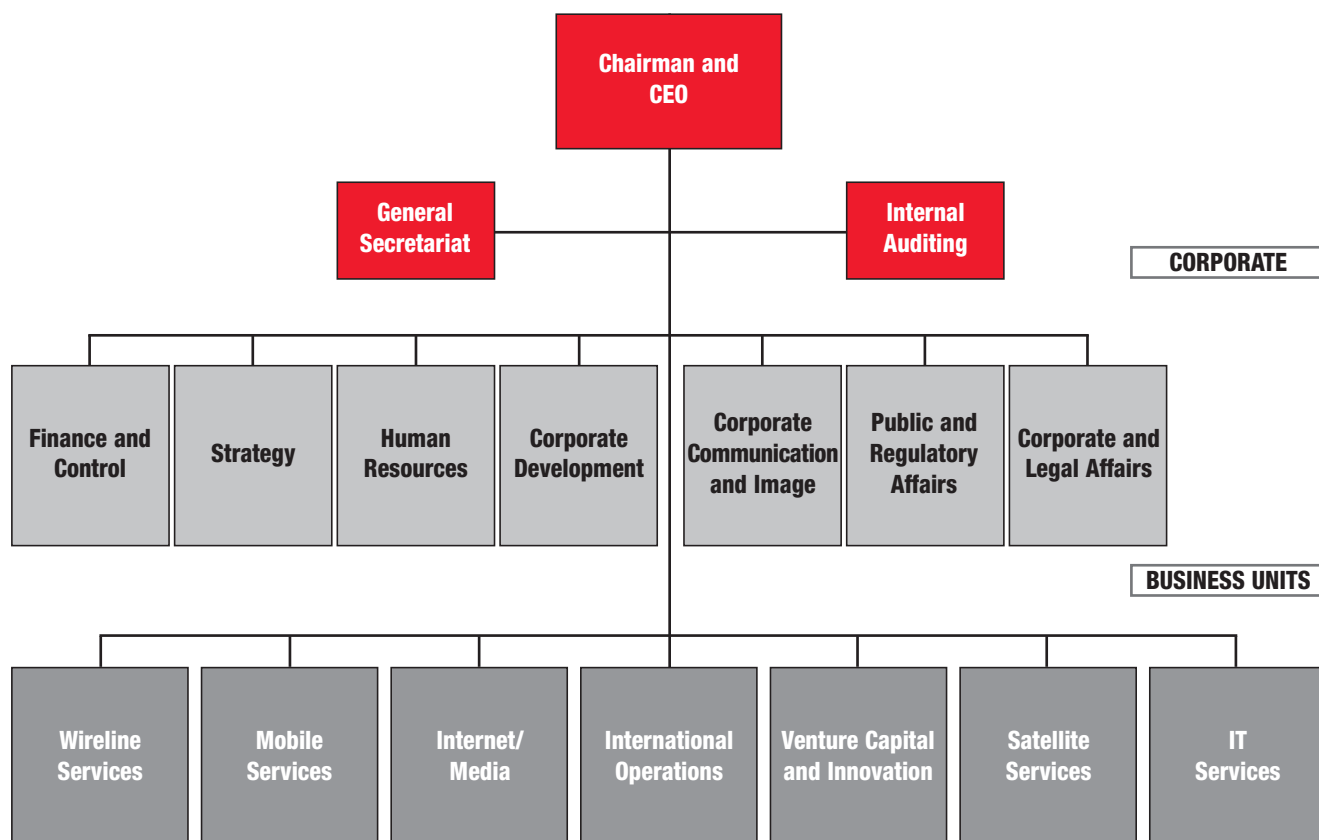 Chairman and
CEO
General
Secretariat
Internal
Auditing
CORPORATE
Finance and
Control
Strategy
Human
Resources
Corporate
Development
Corporate
Communication
and Image
Public and
Regulatory
Affairs
Corporate and
Legal Affairs
BUSINESS UNITS
Wireline
Services
Mobile
Services
Internet/
Media
International
Operations
Venture Capital
and Innovation
Satellite
Services
IT
Services